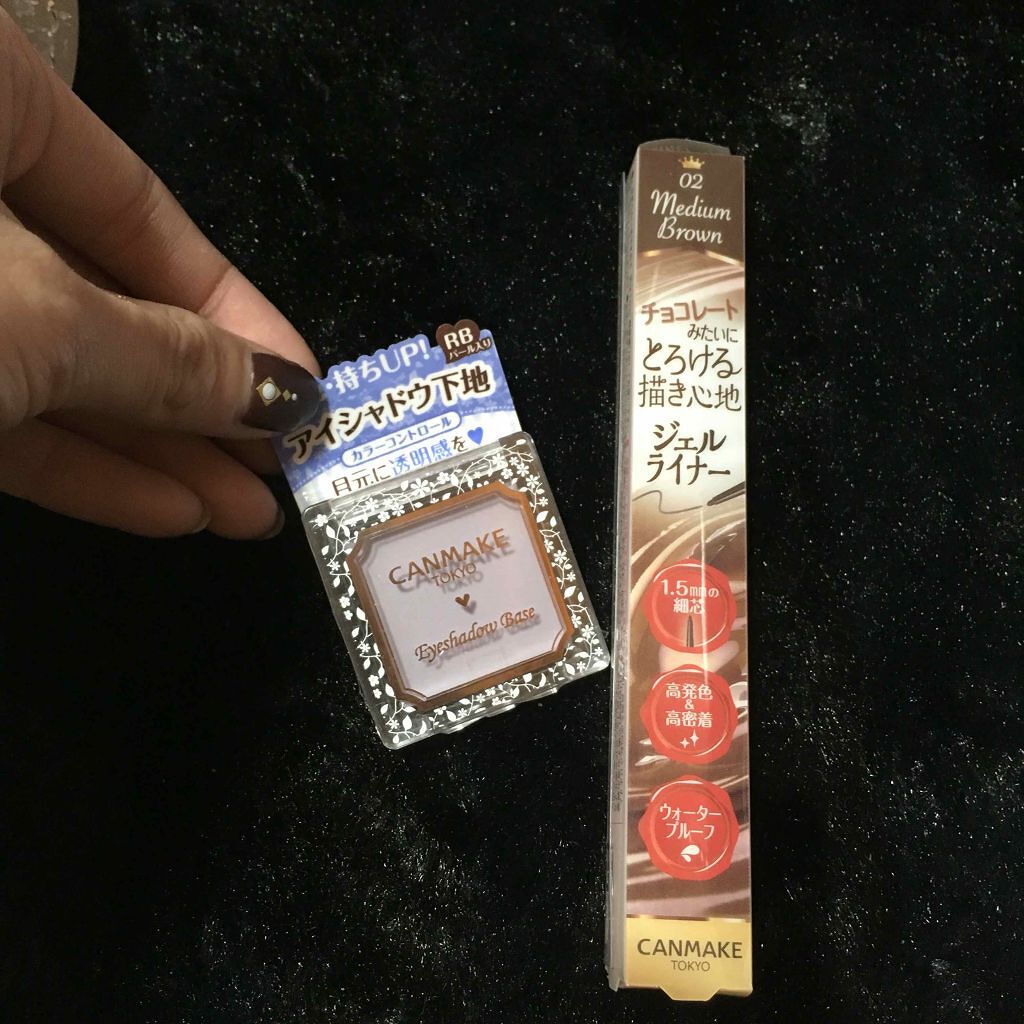 RB
パール入り
持ちUP!
アイシャドウ下地
カラーコントロール
目元に透明感を
CANMAKE
TOKYO
Eyeshadow Base
02
Medium
Brown
チョコレート
みたいに
とろける
描き心地
ジェル
ライナー
1.5mmの
細芯
高発色
&
高密着
ウォーター
プルーフ
CANMAKE
TOKYO